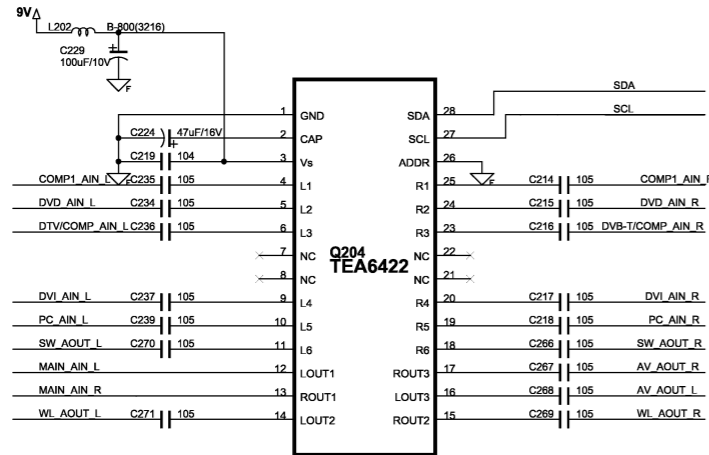 9V
L202 B-800(3216)
C229
100uF/10V
F
SDA
SCL
1 GND SDA 28
C224 47uF/16V 2 CAP SCL 27
C219 104 3 Vs ADDR 26
F F
COMP1_AIN_L C235 105 4 L1 R1 25 C214 105 COMP1_AIN_R
DVD_AIN_L C234 105 5 L2 R2 24 C215 105 DVD_AIN_R
DTV/COMP_AIN_L C236 105 6 L3 R3 23 C216 105 DVB-T/COMP_AIN_R
7 NC NC 22
Q204
TEA6422
8 NC NC 21
DVI_AIN_L C237 105 9 L4 R4 20 C217 105 DVI_AIN_R
PC_AIN_L C239 105 10 L5 R5 19 C218 105 PC_AIN_R
SW_AOUT_L C270 105 11 L6 R6 18 C266 105 SW_AOUT_R
MAIN_AIN_L 12 LOUT1 ROUT3 17 C267 105 AV_AOUT_R
MAIN_AIN_R 13 ROUT1 LOUT3 16 C268 105 AV_AOUT_L
WL_AOUT_L C271 105 14 LOUT2 ROUT2 15 C269 105 WL_AOUT_R